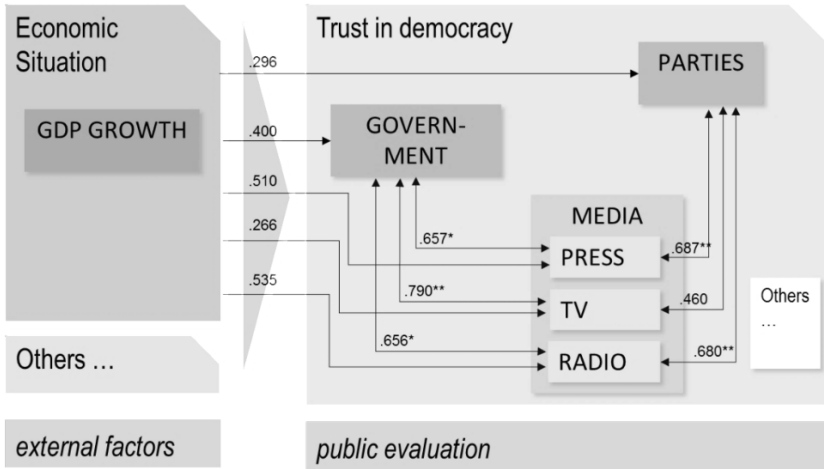 Economic
Situation
GDP GROWTH
Others …
external factors
.296
.400
.510
.266
.535
Trust in democracy
PARTIES
GOVERN-
MENT
MEDIA
PRESS
TV
RADIO
.657*
.790**
.656*
.687**
.460
.680**
Others
…
public evaluation